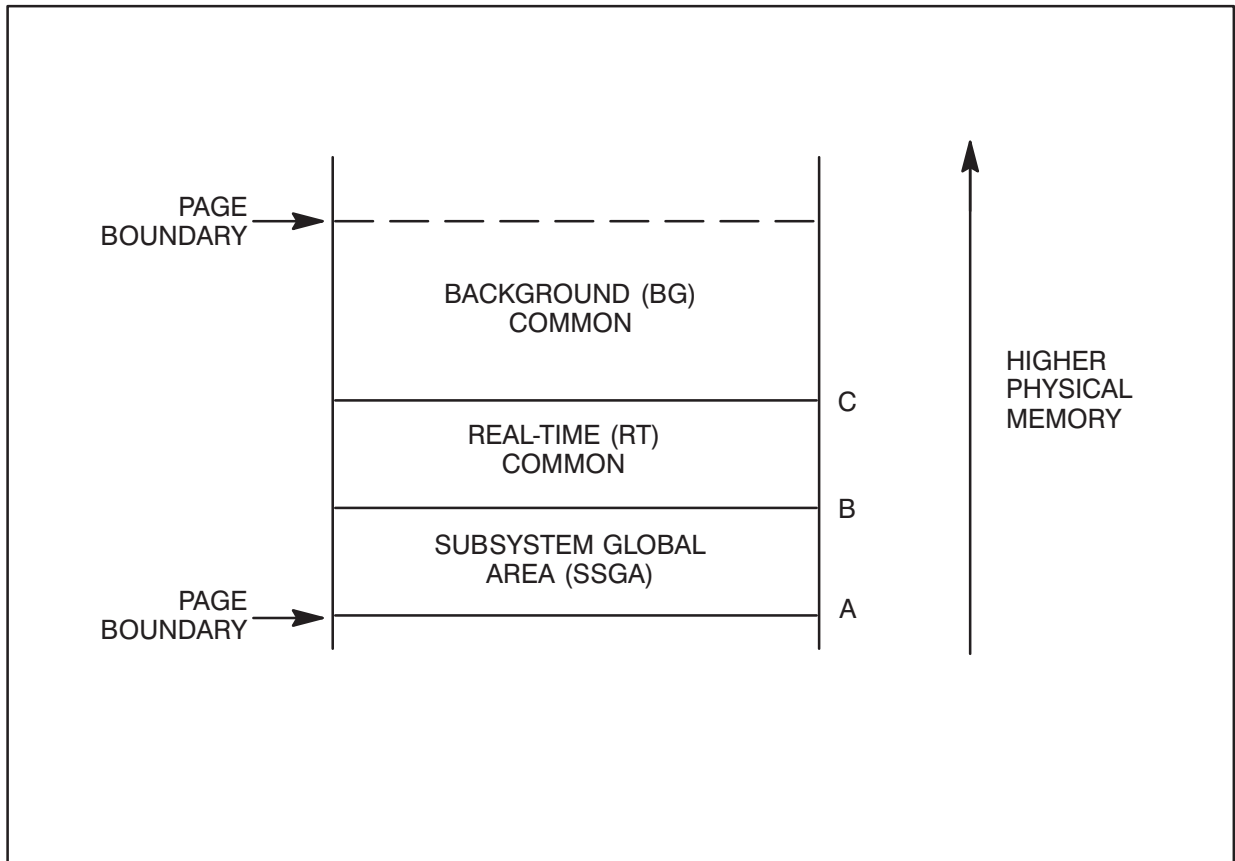 PAGE
BOUNDARY
BACKGROUND (BG)
COMMON
HIGHER
PHYSICAL
MEMORY
C
REAL-TIME (RT)
COMMON
B
SUBSYSTEM GLOBAL
AREA (SSGA)
PAGE
BOUNDARY
A